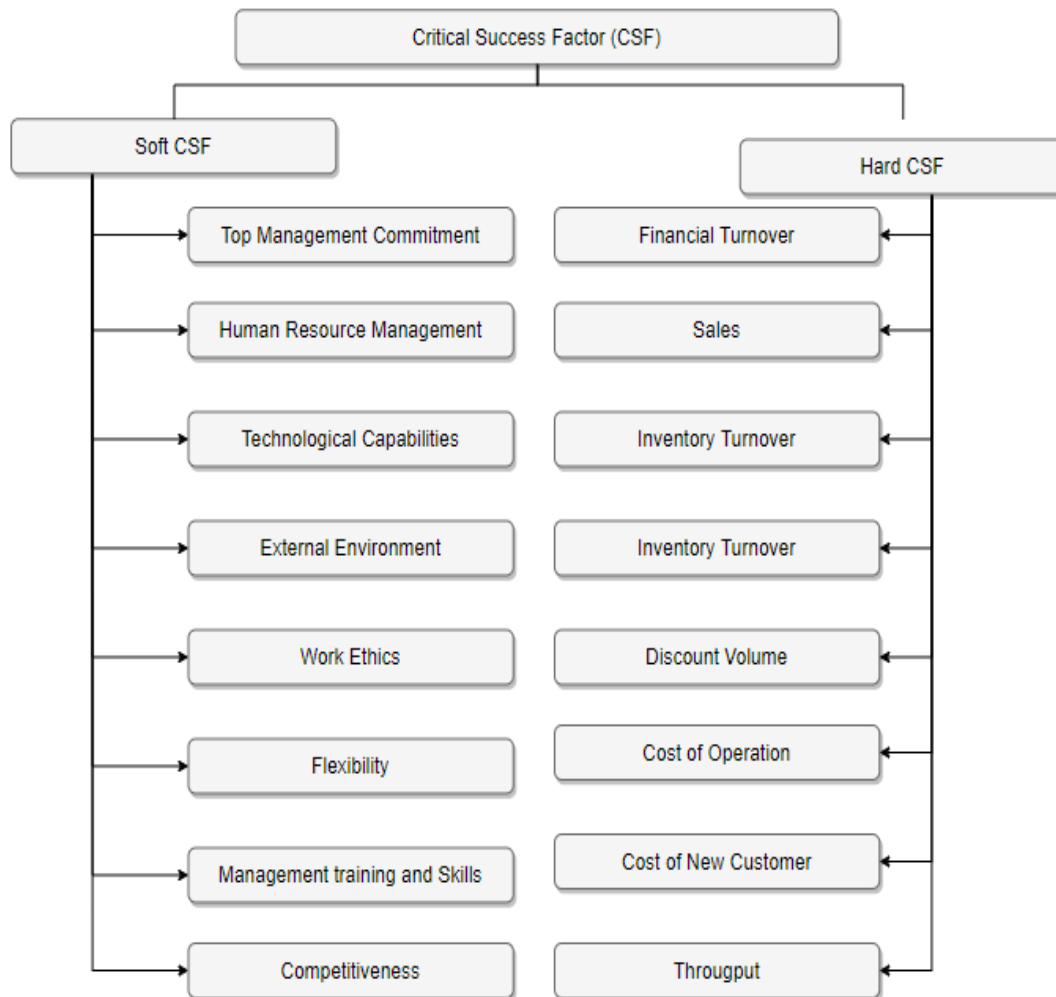 Critical Success Factor (CSF)
Soft CSF
Hard CSF
Top Management Commitment
Financial Turnover
Human Resource Management
Sales
Technological Capabilities
Inventory Turnover
External Environment
Inventory Turnover
Work Ethics
Discount Volume
Flexibility
Cost of Operation
Management training and Skills
Cost of New Customer
Competitiveness
Througput